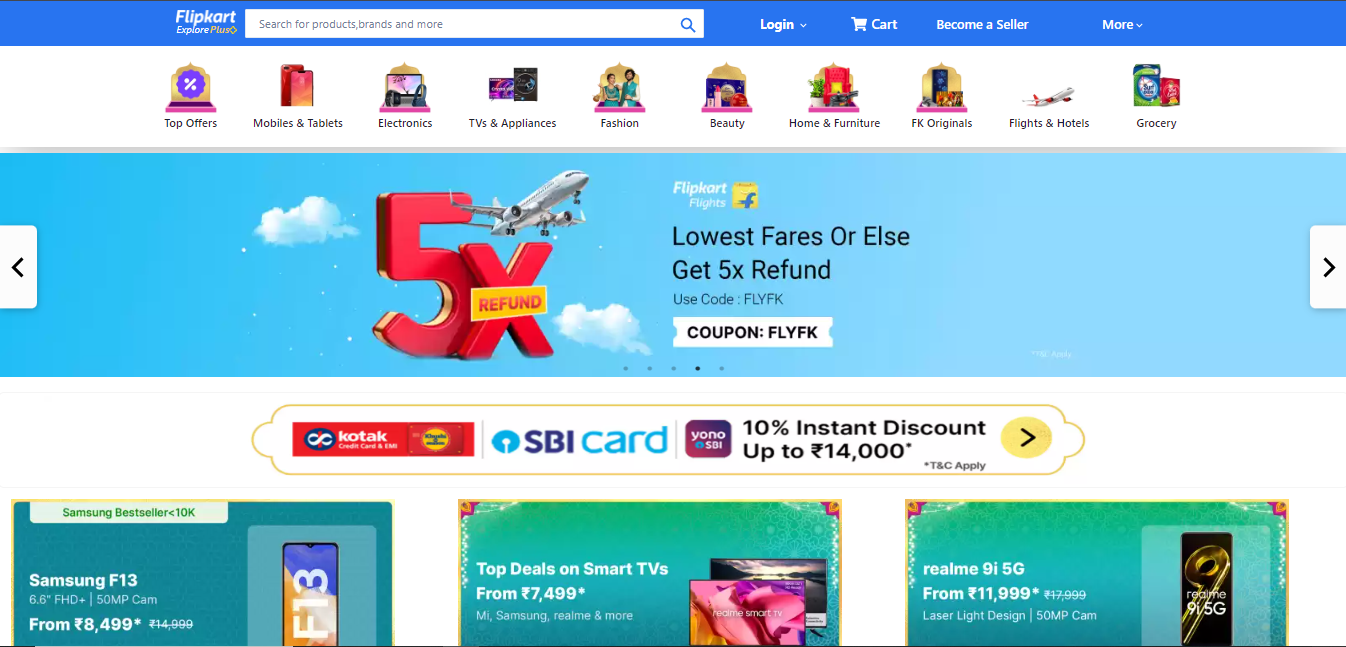 Flipkart
Explore Plus
Search for products,brands and more
Login
Cart
Become a Seller
More
Top Offers
Mobiles & Tablets
Electronics
TVs & Appliances
Fashion
Beauty
Home & Furniture
FK Originals
Flights & Hotels
Grocery
5X
REFUND
Flipkart
Flights
Lowest Fares Or Else
Get 5x Refund
Use Code : FLYFK
COUPON: FLYFK
*T&C Apply
kotak
Credit Card & EMI
SBI card
yono
SBI
10% Instant Discount
Up to ₹14,000*
*T&C Apply
Samsung Bestseller<10K
Samsung F13
6.6" FHD+ | 50MP Cam
From ₹8,499* ₹14,999
F13
Top Deals on Smart TVs
From ₹7,499*
Mi, Samsung, realme & more
realme smart TV
realme 9i 5G
From ₹11,999* ₹17,999
Laser Light Design | 50MP Cam
9
realme
9i 5G